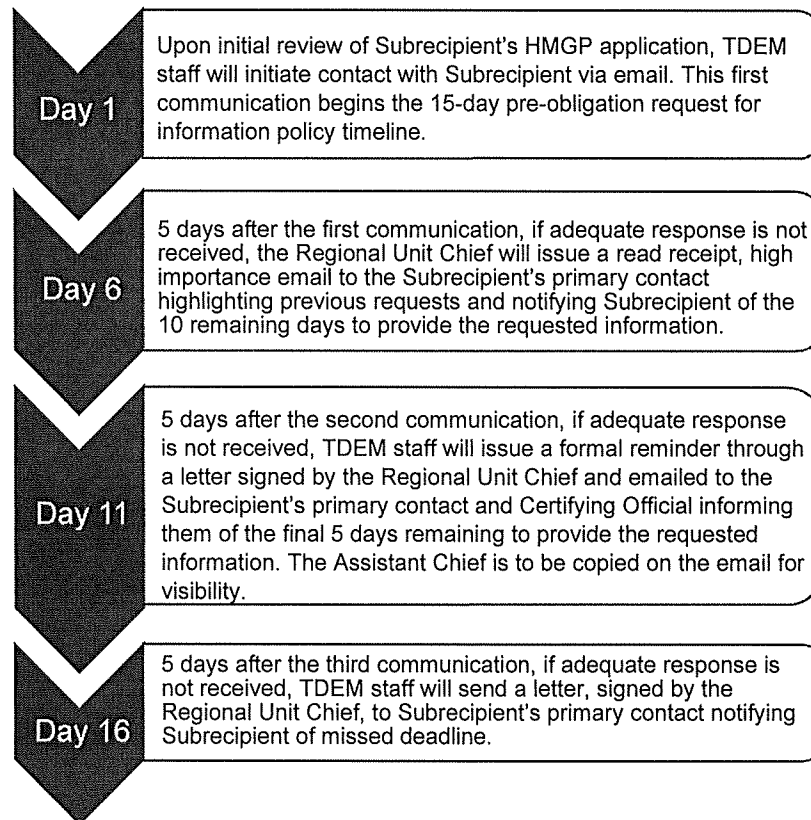 Day 1
Upon initial review of Subrecipient's HMGP application, TDEM
staff will initiate contact with Subrecipient via email. This first
communication begins the 15-day pre-obligation request for
information policy timeline.
Day 6
5 days after the first communication, if adequate response is not
received, the Regional Unit Chief will issue a read receipt, high
importance email to the Subrecipient's primary contact
highlighting previous requests and notifying Subrecipient of the
10 remaining days to provide the requested information.
Day 11
5 days after the second communication, if adequate response
is not received, TDEM staff will issue a formal reminder through
a letter signed by the Regional Unit Chief and emailed to the
Subrecipient's primary contact and Certifying Official informing
them of the final 5 days remaining to provide the requested
information. The Assistant Chief is to be copied on the email for
visibility.
Day 16
5 days after the third communication, if adequate response is
not received, TDEM staff will send a letter, signed by the
Regional Unit Chief, to Subrecipient's primary contact notifying
Subrecipient of missed deadline.